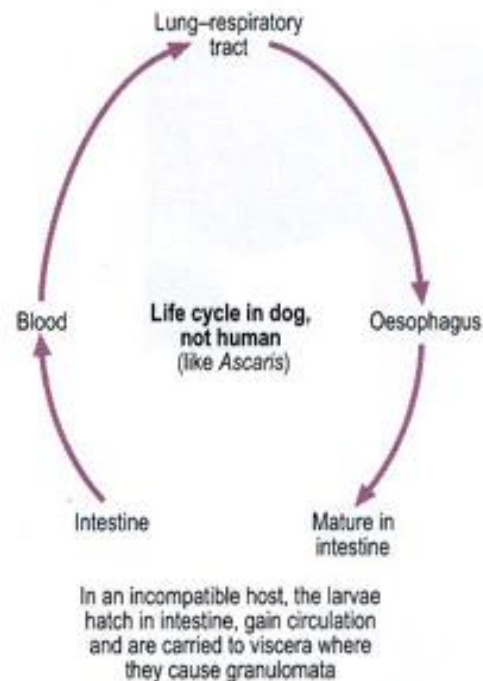 Lung–respiratory
tract
Blood
Life cycle in dog,
not human
(like Ascaris)
Oesophagus
Intestine
Mature in
intestine
In an incompatible host, the larvae
hatch in intestine, gain circulation
and are carried to viscera where
they cause granulomata